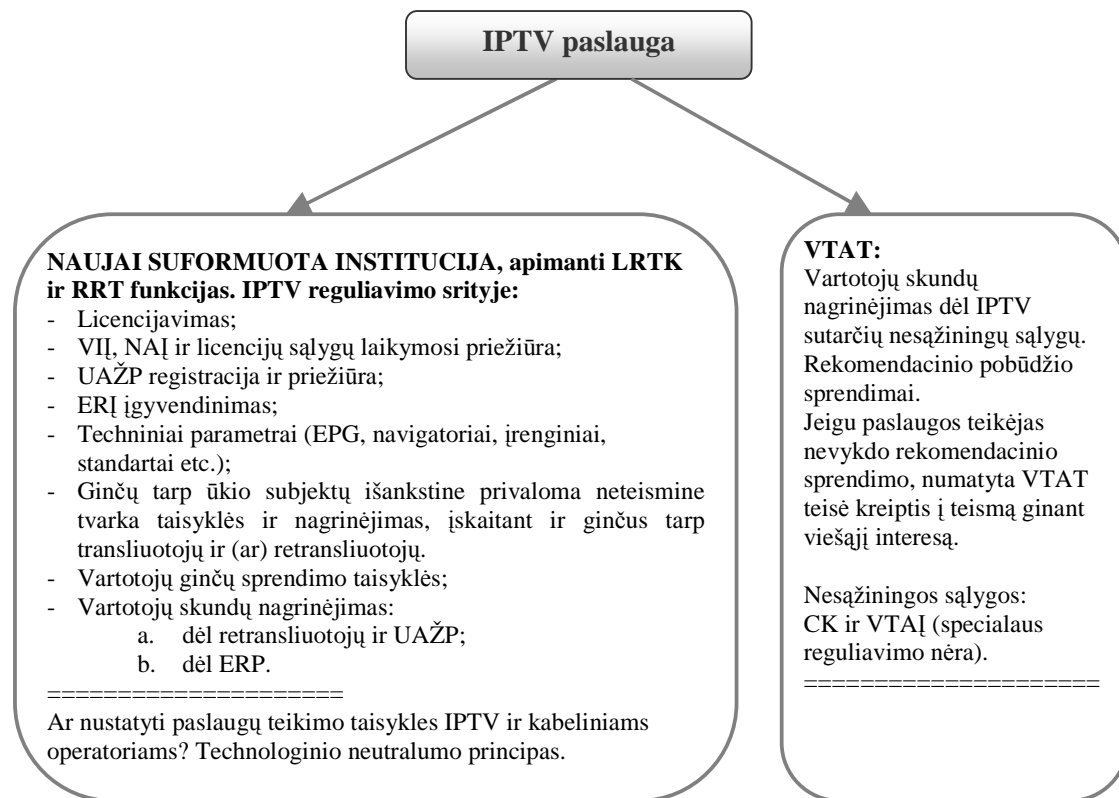 IPTV paslauga
NAUJAI SUFORMUOTA INSTITUCIJA, apimanti LRTK
ir RRT funkcijas. IPTV reguliavimo srityje:
- Licencijavimas;
- VIĮ, NAĮ ir licencijų sąlygų laikymosi priežiūra;
- UAŽP registracija ir priežiūra;
- ERĮ įgyvendinimas;
- Techniniai parametrai (EPG, navigatoriai, įrenginiai,
standartai etc.);
- Ginčų tarp ūkio subjektų išankstine privaloma neteismine
tvarka taisyklės ir nagrinėjimas, įskaitant ir ginčus tarp
transliuotojų ir (ar) retransliuotojų.
- Vartotojų ginčų sprendimo taisyklės;
- Vartotojų skundų nagrinėjimas:
a. dėl retransliuotojų ir UAŽP;
b. dėl ERP.
=====================
Ar nustatyti paslaugų teikimo taisykles IPTV ir kabeliniams
operatoriams? Technologinio neutralumo principas.
VTAT:
Vartotojų skundų
nagrinėjimas dėl IPTV
sutarčių nesąžiningų sąlygų.
Rekomendacinio pobūdžio
sprendimai.
Jeigu paslaugos teikėjas
nevykdo rekomendacinio
sprendimo, numatyta VTAT
teisė kreiptis į teismą ginant
viešąjį interesą.
Nesąžiningos sąlygos:
CK ir VTAĮ (specialaus
reguliavimo nėra).
=====================